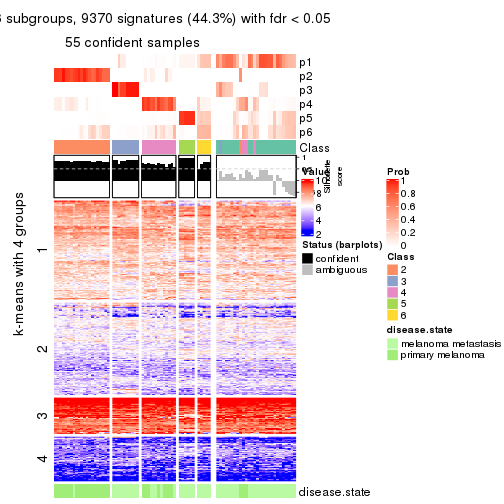 subgroups, 9370 signatures (44.3%) with fdr < 0.05
55 confident samples
p1
p2
p3
p4
p5
p6
Class
1
Silhouette
score
k-means with 4 groups
1
2
3
4
disease.state
Value
10
8
6
4
2
Status (barplots)
confident
ambiguous
Prob
1
0.8
0.6
0.4
0.2
0
Class
2
3
4
5
6
disease.state
melanoma metastasis
primary melanoma